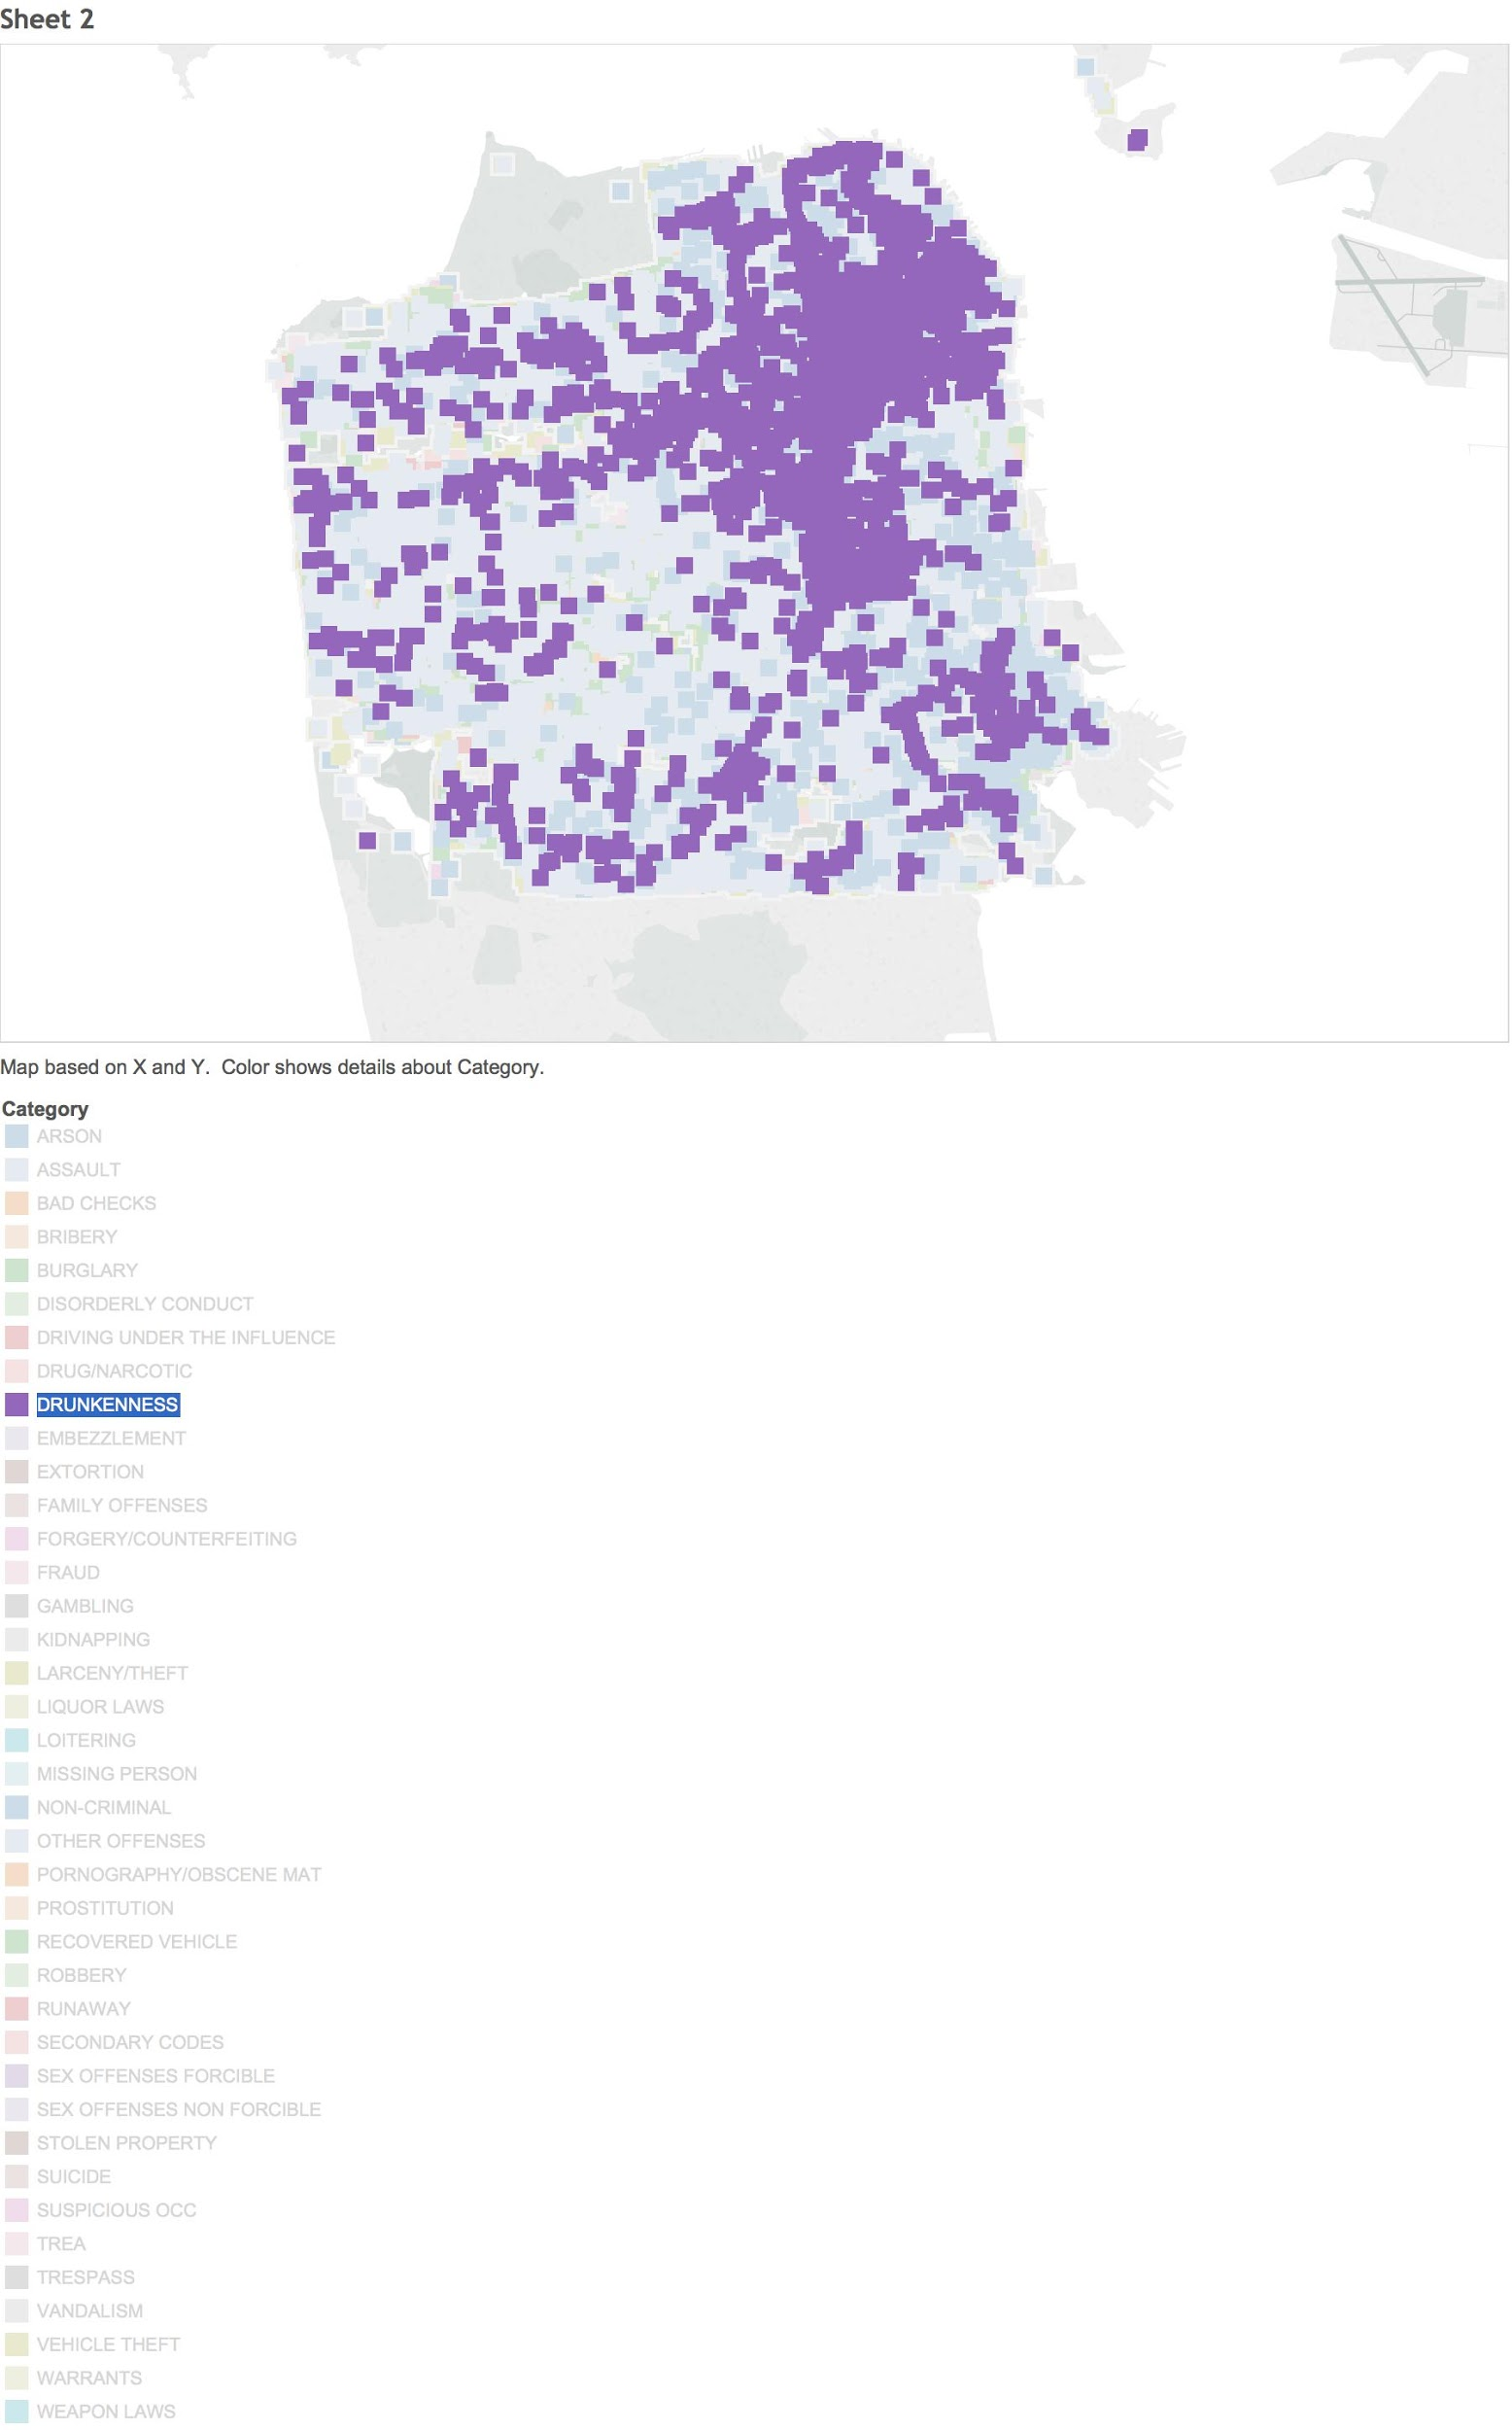 Sheet 2
Map based on X and Y.  Color shows details about Category.
Category
ARSON
ASSAULT
BAD CHECKS
BRIBERY
BURGLARY
DISORDERLY CONDUCT
DRIVING UNDER THE INFLUENCE
DRUG/NARCOTIC
DRUNKENNESS
EMBEZZLEMENT
EXTORTION
FAMILY OFFENSES
FORGERY/COUNTERFEITING
FRAUD
GAMBLING
KIDNAPPING
LARCENY/THEFT
LIQUOR LAWS
LOITERING
MISSING PERSON
NON-CRIMINAL
OTHER OFFENSES
PORNOGRAPHY/OBSCENE MAT
PROSTITUTION
RECOVERED VEHICLE
ROBBERY
RUNAWAY
SECONDARY CODES
SEX OFFENSES FORCIBLE
SEX OFFENSES NON FORCIBLE
STOLEN PROPERTY
SUICIDE
SUSPICIOUS OCC
TREA
TRESPASS
VANDALISM
VEHICLE THEFT
WARRANTS
WEAPON LAWS